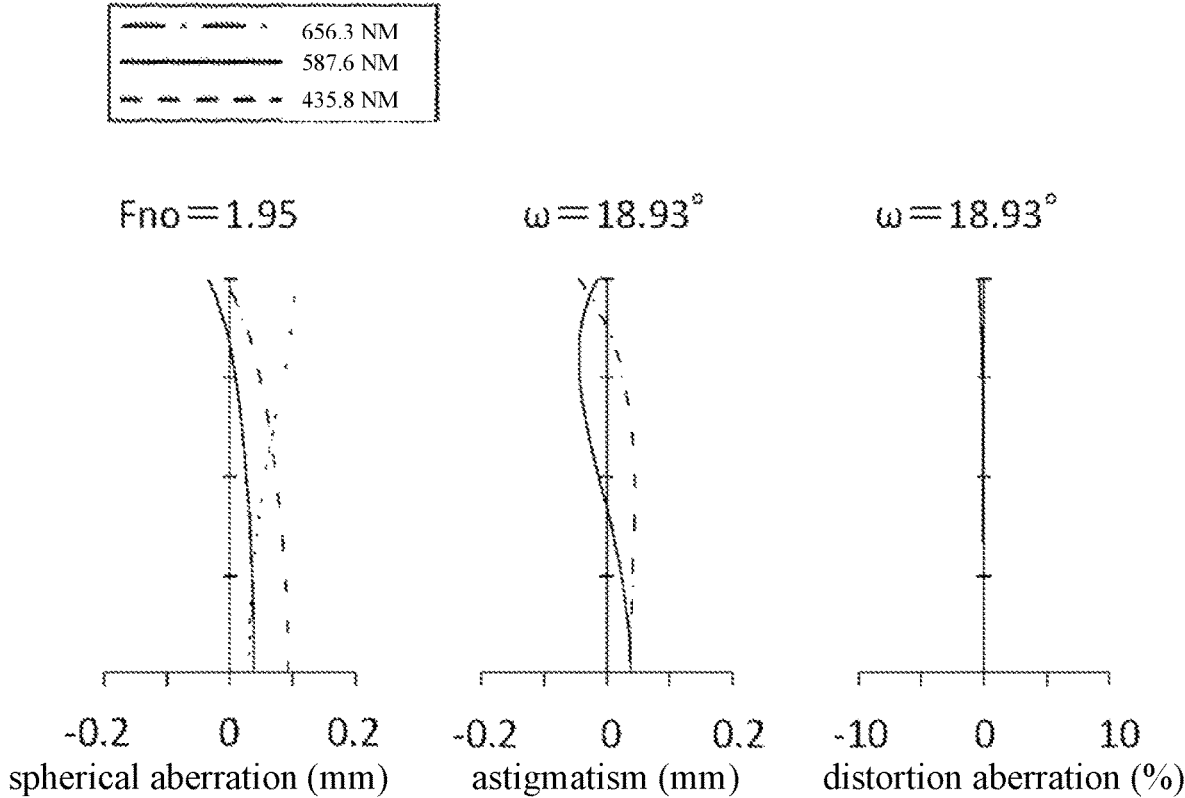 656.3 NM
587.6 NM
435.8 NM
Fno=1.95
ω=18.93°
ω=18.93°
-0.2 0 0.2
-0.2 0 0.2
-10 0 10
spherical aberration (mm)
astigmatism (mm)
distortion aberration (%)